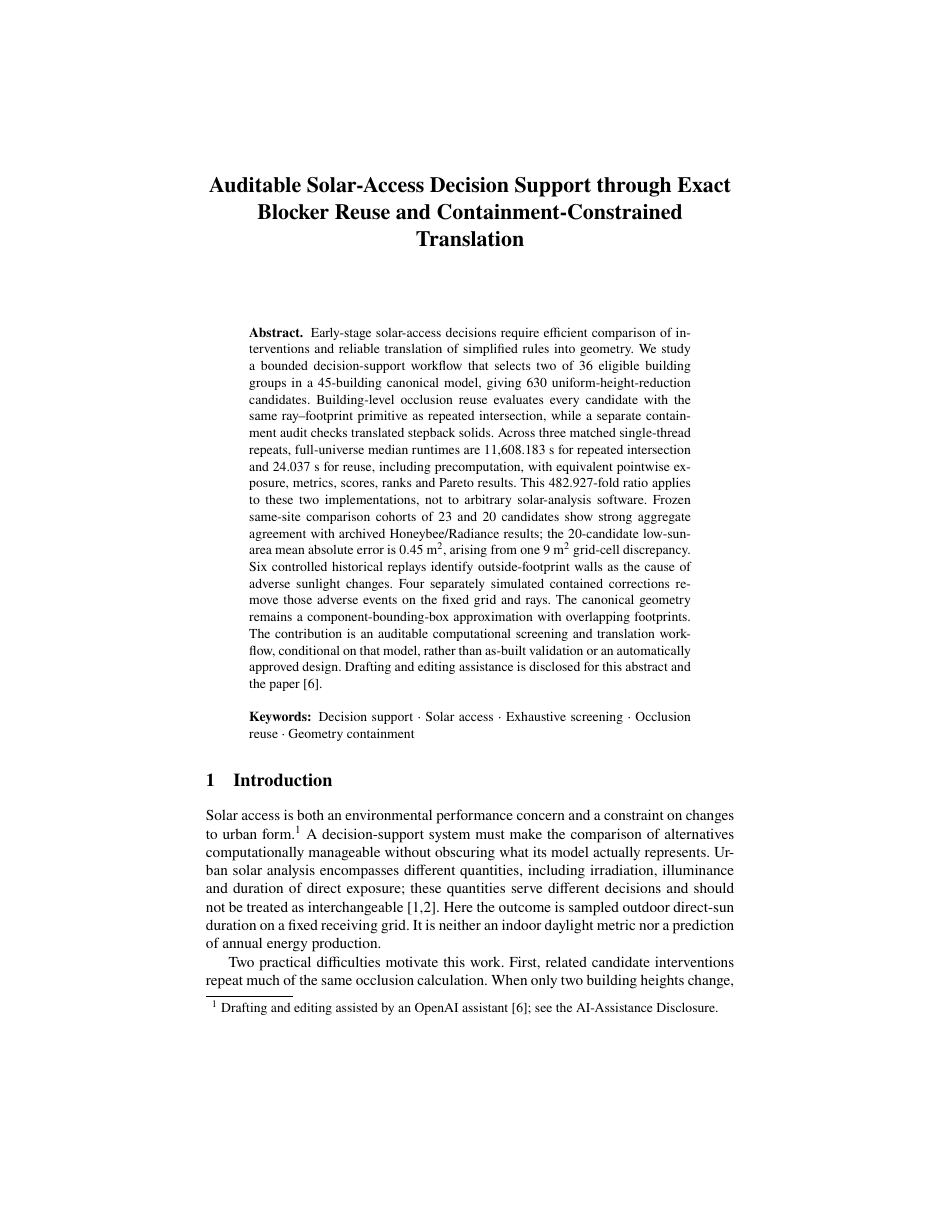 Auditable Solar-Access Decision Support through Exact
Blocker Reuse and Containment-Constrained
Translation
Abstract. Early-stage solar-access decisions require efficient comparison of in-
terventions and reliable translation of simplified rules into geometry. We study
a bounded decision-support workflow that selects two of 36 eligible building
groups in a 45-building canonical model, giving 630 uniform-height-reduction
candidates. Building-level occlusion reuse evaluates every candidate with the
same ray–footprint primitive as repeated intersection, while a separate contain-
ment audit checks translated stepback solids. Across three matched single-thread
repeats, full-universe median runtimes are 11,608.183 s for repeated intersection
and 24.037 s for reuse, including precomputation, with equivalent pointwise ex-
posure, metrics, scores, ranks and Pareto results. This 482.927-fold ratio applies
to these two implementations, not to arbitrary solar-analysis software. Frozen
same-site comparison cohorts of 23 and 20 candidates show strong aggregate
agreement with archived Honeybee/Radiance results; the 20-candidate low-sun-
area mean absolute error is 0.45 m², arising from one 9 m² grid-cell discrepancy.
Six controlled historical replays identify outside-footprint walls as the cause of
adverse sunlight changes. Four separately simulated contained corrections re-
move those adverse events on the fixed grid and rays. The canonical geometry
remains a component-bounding-box approximation with overlapping footprints.
The contribution is an auditable computational screening and translation work-
flow, conditional on that model, rather than as-built validation or an automatically
approved design. Drafting and editing assistance is disclosed for this abstract and
the paper [6].
Keywords: Decision support · Solar access · Exhaustive screening · Occlusion
reuse · Geometry containment
1 Introduction
Solar access is both an environmental performance concern and a constraint on changes
to urban form.¹ A decision-support system must make the comparison of alternatives
computationally manageable without obscuring what its model actually represents. Ur-
ban solar analysis encompasses different quantities, including irradiation, illuminance
and duration of direct exposure; these quantities serve different decisions and should
not be treated as interchangeable [1,2]. Here the outcome is sampled outdoor direct-sun
duration on a fixed receiving grid. It is neither an indoor daylight metric nor a prediction
of annual energy production.
Two practical difficulties motivate this work. First, related candidate interventions
repeat much of the same occlusion calculation. When only two building heights change,
¹ Drafting and editing assisted by an OpenAI assistant [6]; see the AI-Assistance Disclosure.